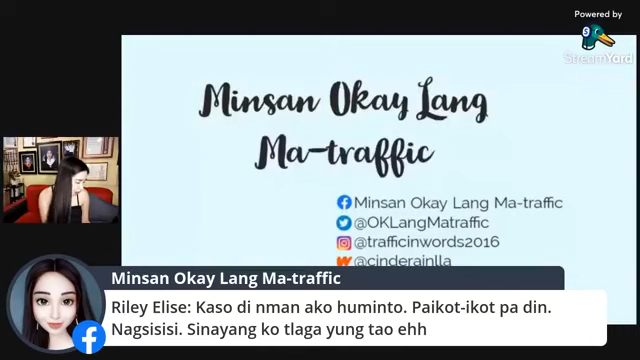 Powered by
StreamYard
Minsan Okay Lang
Ma-traffic
Minsan Okay Lang Ma-traffic
@OKLangMatraffic
@trafficinwords2016
@cinderainlla
Minsan Okay Lang Ma-traffic
Riley Elise: Kaso di nman ako huminto. Paikot-ikot pa din.
Nagsisisi. Sinayang ko tlaga yung tao ehh